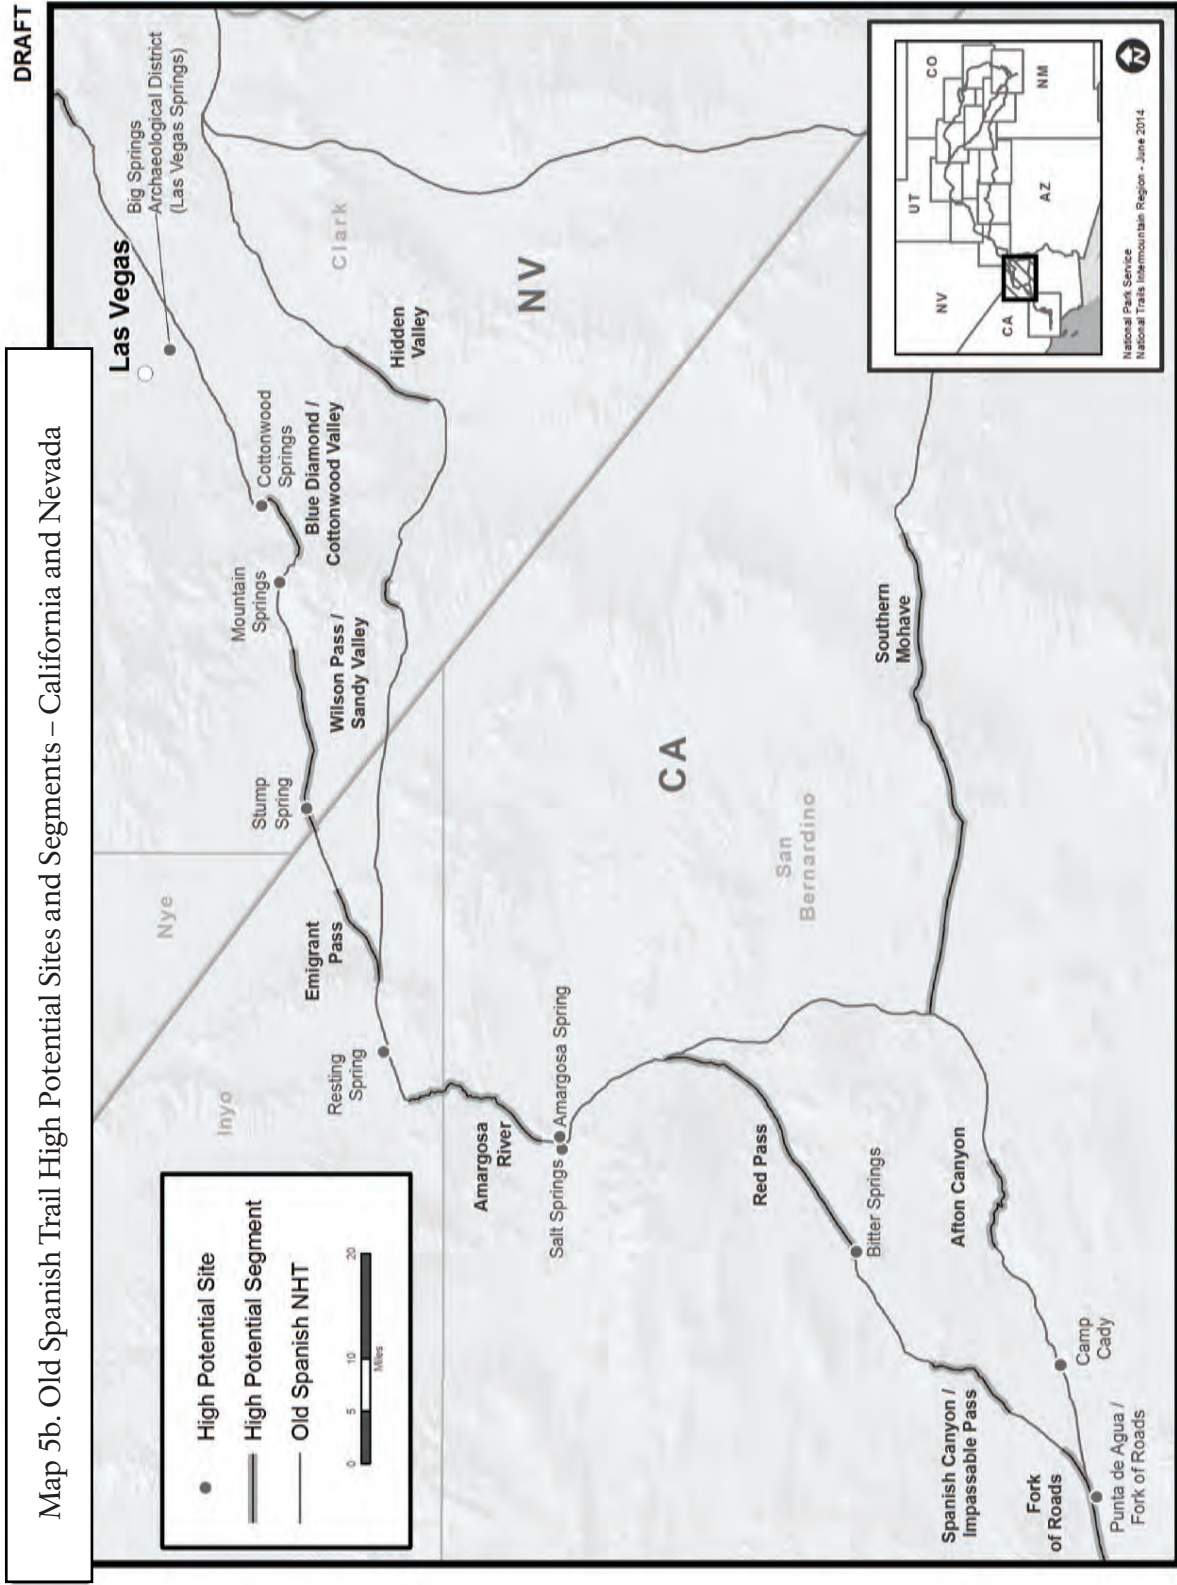 DRAFT
Map 5b. Old Spanish Trail High Potential Sites and Segments – California and Nevada
Las Vegas
Big Springs
Archaeological District
(Las Vegas Springs)
Cottonwood
Springs
Blue Diamond /
Cottonwood Valley
Mountain
Springs
Hidden
Valley
Clark
NV
Wilson Pass /
Sandy Valley
Stump
Spring
Nye
Emigrant
Pass
Inyo
Resting
Spring
Amargosa
River
Salt Springs
Amargosa Spring
CA
San
Bernardino
Southern
Mohave
Red Pass
Bitter Springs
Afton Canyon
Spanish Canyon /
Impassable Pass
Camp
Cady
Fork
of Roads
Punta de Agua /
Fork of Roads
High Potential Site
High Potential Segment
Old Spanish NHT
0 5 10 20
Miles
NV
UT
CO
CA
AZ
NM
N
National Park Service
National Trails Intermountain Region - June 2014